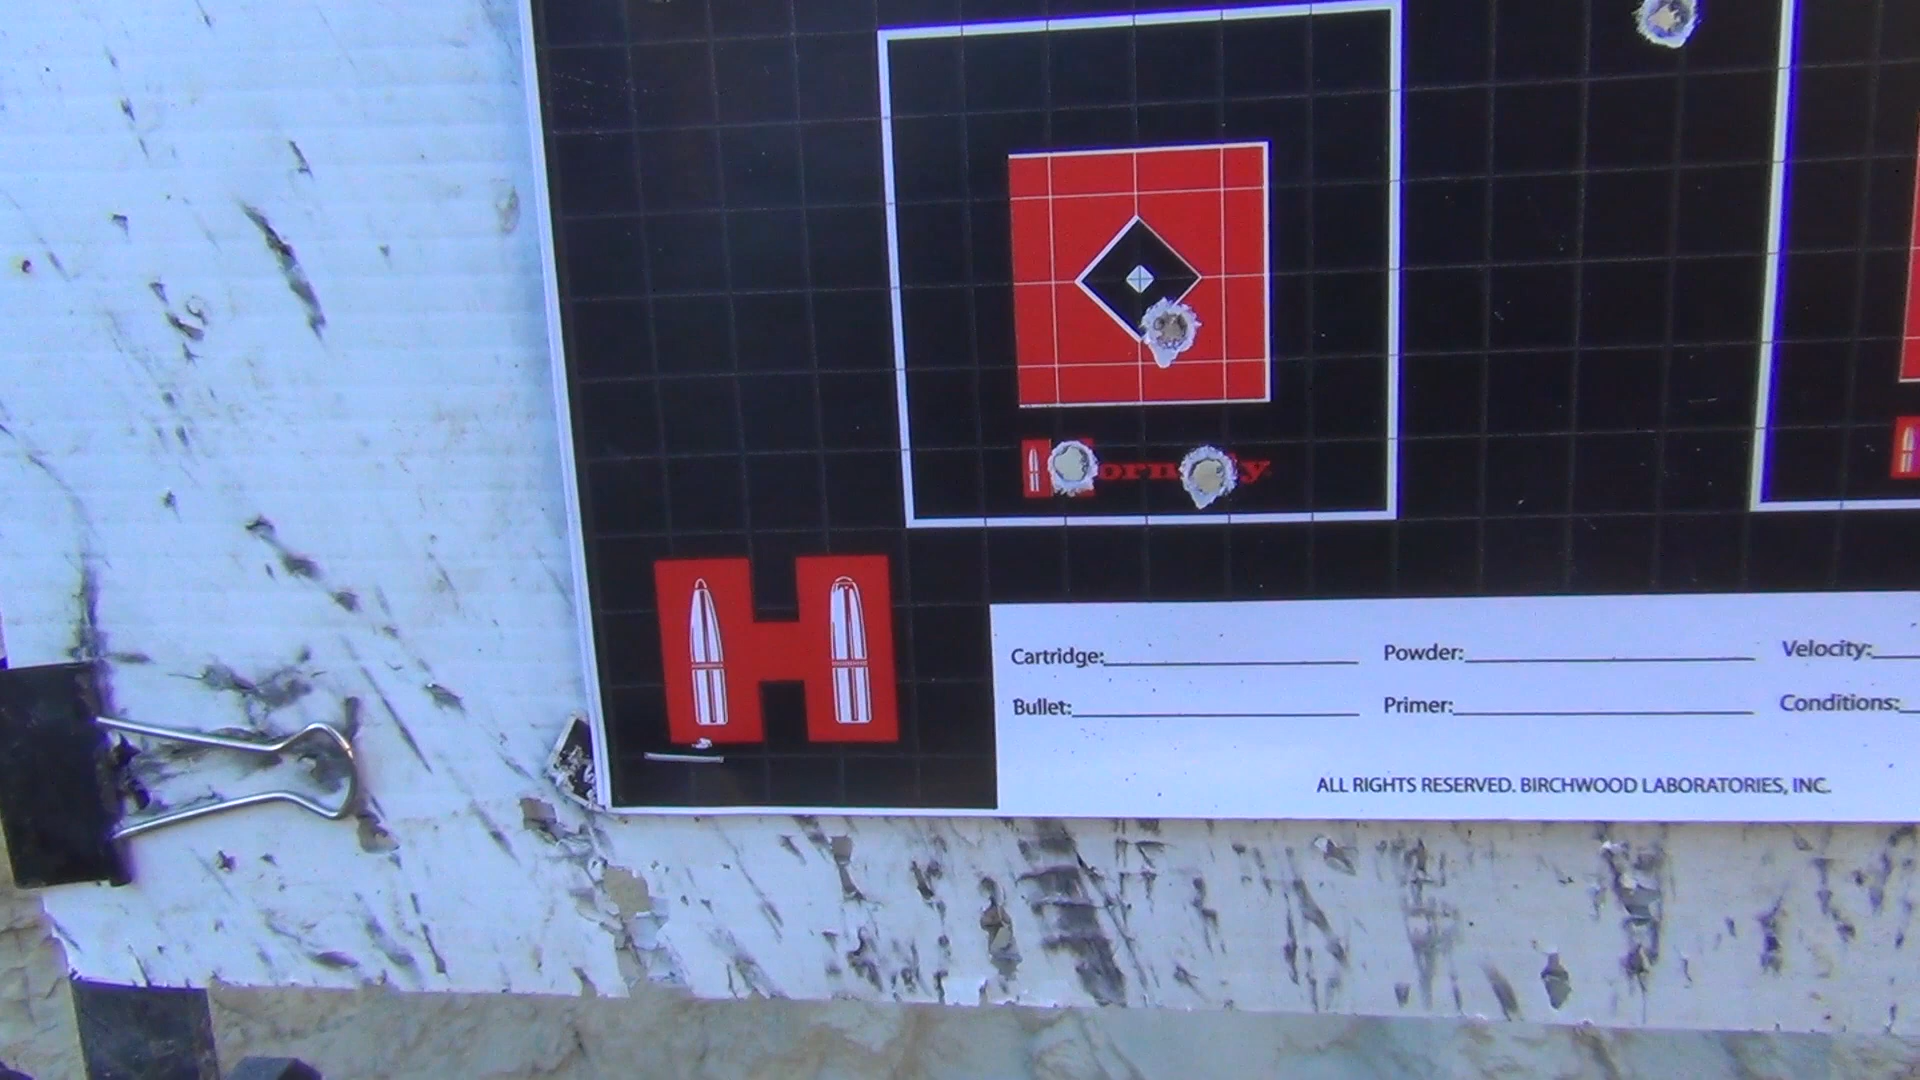 H
Cartridge: Powder: Velocity:
Bullet: Primer: Conditions:
ALL RIGHTS RESERVED. BIRCHWOOD LABORATORIES, INC.